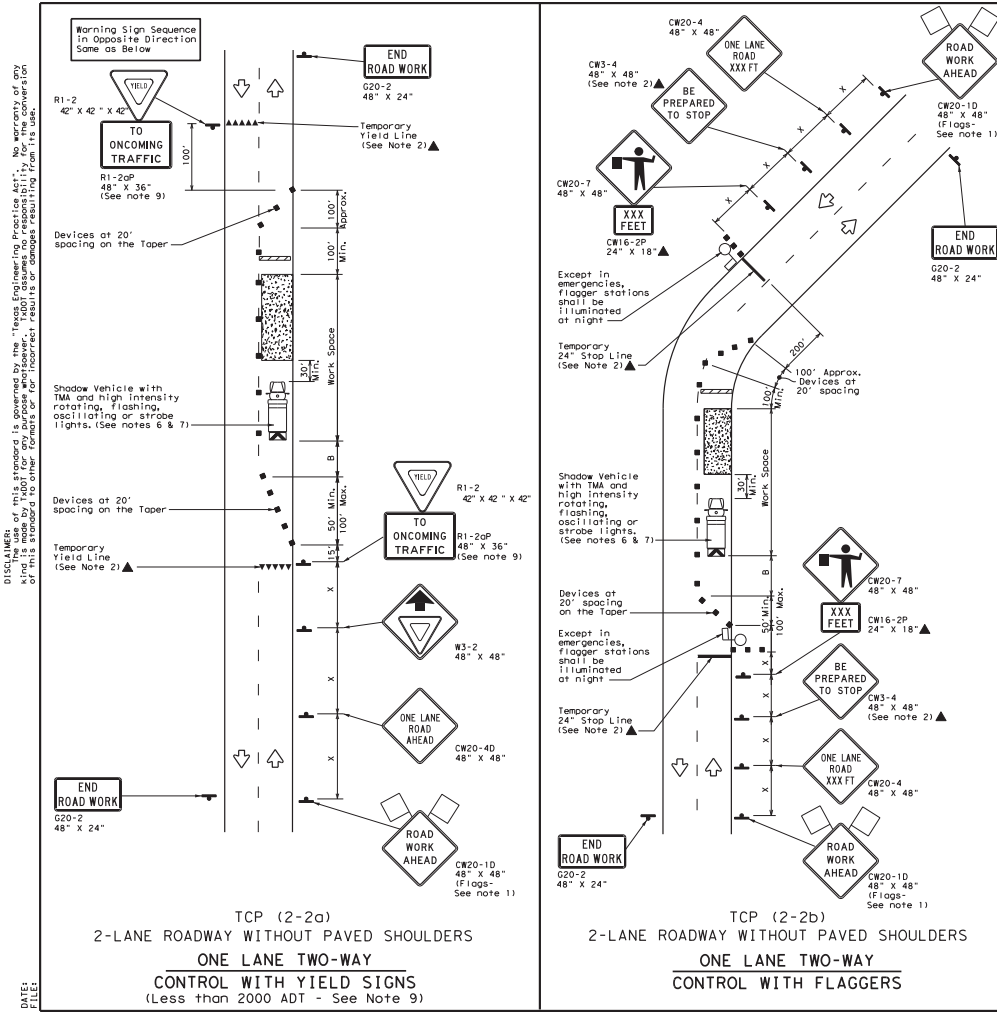 DISCLAIMER:
The use of this standard is governed by the "Texas Engineering Practice Act". No warranty of any
kind is made by TxDOT for any purpose whatsoever. TxDOT assumes no responsibility for the conversion
of this standard to other formats or for incorrect results or damages resulting from its use.
DATE:
FILE:
Warning Sign Sequence
in Opposite Direction
Same as Below
END
ROAD WORK
G20-2
48" X 24"
YIELD
R1-2
42" X 42" X 42"
TO
ONCOMING
TRAFFIC
R1-2aP
48" X 36"
(See note 9)
100'
Temporary
Yield Line
(See Note 2)▲
Devices at 20'
spacing on the Taper
100'
Approx.
100'
Min.
Work Space
30'
Min.
Shadow Vehicle with
TMA and high intensity
rotating, flashing,
oscillating or strobe
lights. (See notes 6 & 7)
B
YIELD
R1-2
42" X 42" X 42"
TO
ONCOMING
TRAFFIC
R1-2aP
48" X 36"
(See note 9)
Devices at 20'
spacing on the Taper
50' Min.
100' Max.
15'
Temporary
Yield Line
(See Note 2)▲
X
W3-2
48" X 48"
X
ONE LANE
ROAD
AHEAD
CW20-4D
48" X 48"
X
END
ROAD WORK
G20-2
48" X 24"
ROAD
WORK
AHEAD
CW20-1D
48" X 48"
(Flags-
See note 1)
TCP (2-2a)
2-LANE ROADWAY WITHOUT PAVED SHOULDERS
ONE LANE TWO-WAY
CONTROL WITH YIELD SIGNS
(Less than 2000 ADT - See Note 9)
CW20-4
48" X 48"
ONE LANE
ROAD
XXX FT
ROAD
WORK
AHEAD
CW20-1D
48" X 48"
(Flags-
See note 1)
CW3-4
48" X 48"
(See note 2)▲
BE
PREPARED
TO STOP
X
X
X
CW20-7
48" X 48"
XXX
FEET
CW16-2P
24" X 18"▲
END
ROAD WORK
G20-2
48" X 24"
Except in
emergencies,
flagger stations
shall be
illuminated
at night
Temporary
24" Stop Line
(See Note 2)▲
200'
100' Approx.
Devices at
20' spacing
100'
Min.
Work Space
30'
Min.
Shadow Vehicle
with TMA and
high intensity
rotating,
flashing,
oscillating or
strobe lights.
(See notes 6 & 7)
B
CW20-7
48" X 48"
XXX
FEET
CW16-2P
24" X 18"▲
Devices at
20' spacing
on the Taper
50' Min.
100' Max.
Except in
emergencies,
flagger stations
shall be
illuminated
at night
X
BE
PREPARED
TO STOP
CW3-4
48" X 48"
(See note 2)▲
Temporary
24" Stop Line
(See Note 2)▲
X
ONE LANE
ROAD
XXX FT
CW20-4
48" X 48"
X
END
ROAD WORK
G20-2
48" X 24"
ROAD
WORK
AHEAD
CW20-1D
48" X 48"
(Flags-
See note 1)
TCP (2-2b)
2-LANE ROADWAY WITHOUT PAVED SHOULDERS
ONE LANE TWO-WAY
CONTROL WITH FLAGGERS